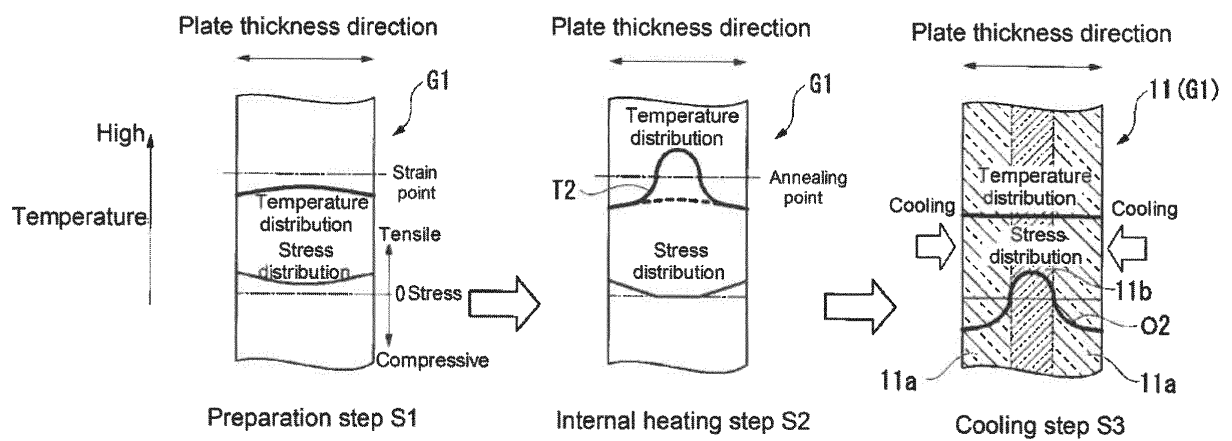 Plate thickness direction
G1
High
Temperature
Strain
point
Temperature
distribution
Tensile
Stress
distribution
0 Stress
Compressive
Preparation step S1
Plate thickness direction
G1
Temperature
distribution
T2
Annealing
point
Stress
distribution
Internal heating step S2
Plate thickness direction
11(G1)
Temperature
distribution
Cooling
Cooling
Stress
distribution
11b
O2
11a
11a
Cooling step S3